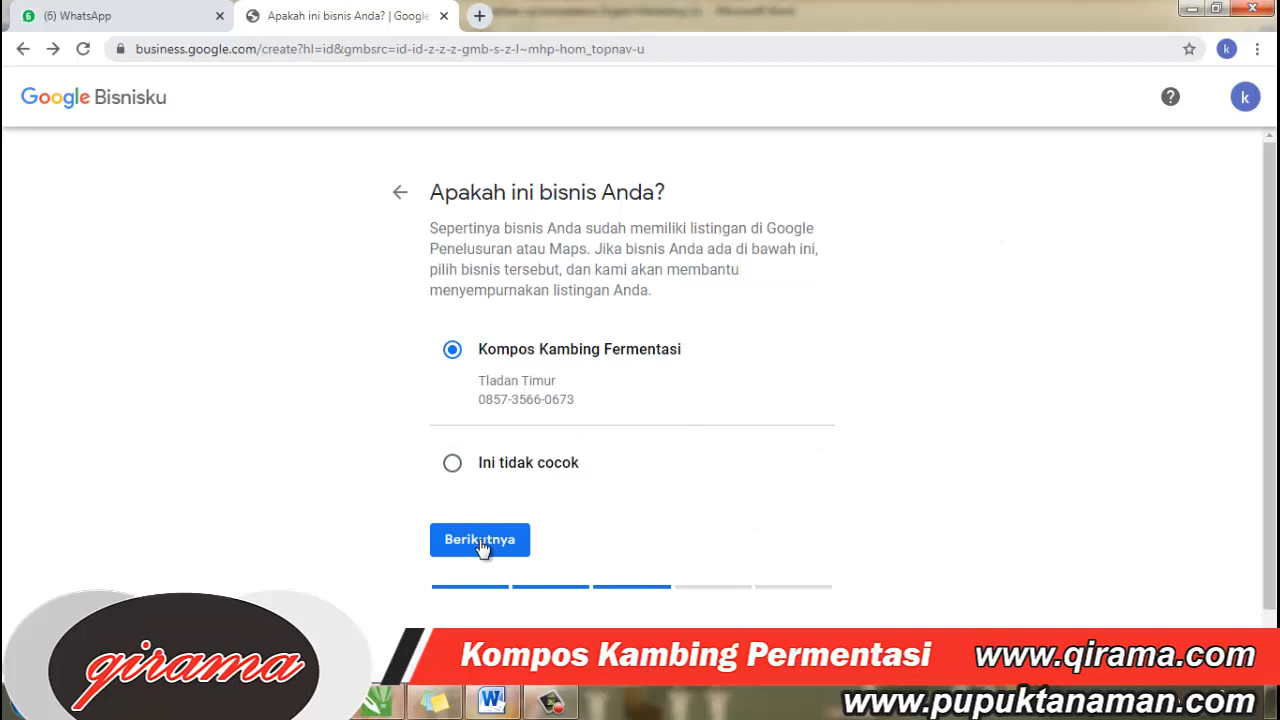 (6) WhatsApp
Apakah ini bisnis Anda? | Google
business.google.com/create?hl=id&gmbsrc=id-id-z-z-z-gmb-s-z-l~mhp-hom_topnav-u
k
Google Bisnisku
k
Apakah ini bisnis Anda?
Sepertinya bisnis Anda sudah memiliki listingan di Google
Penelusuran atau Maps. Jika bisnis Anda ada di bawah ini,
pilih bisnis tersebut, dan kami akan membantu
menyempurnakan listingan Anda.
Kompos Kambing Fermentasi
Tladan Timur
0857-3566-0673
Ini tidak cocok
Berikutnya
qirama
Kompos Kambing Permentasi
www.qirama.com
www.pupuktanaman.com